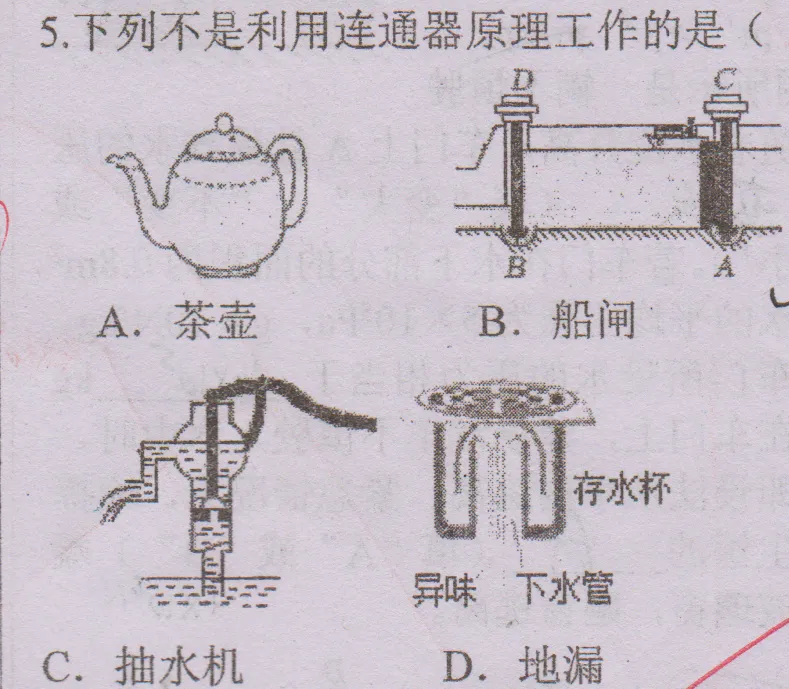 5.下列不是利用连通器原理工作的是（
D C
B A
A. 茶壶 B. 船闸
存水杯
异味 下水管
C. 抽水机 D. 地漏